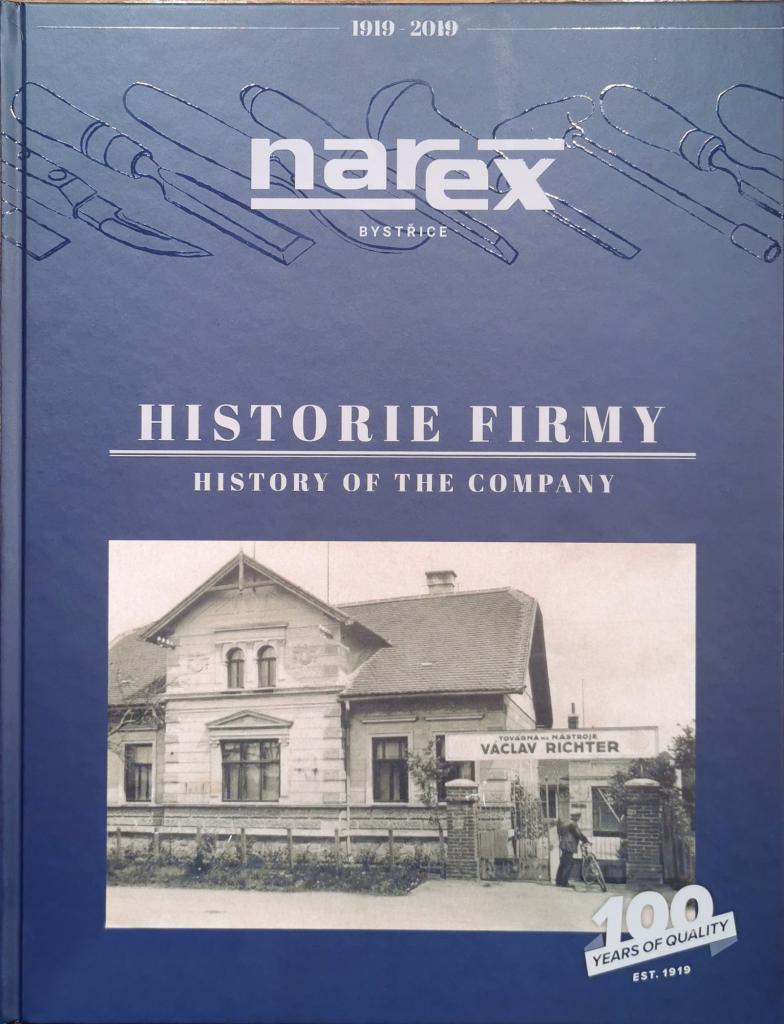 1919 - 2019
narex
BYSTŘICE
HISTORIE FIRMY
HISTORY OF THE COMPANY
TOVÁRNA NA NÁSTROJE
VÁCLAV RICHTER
100
YEARS OF QUALITY
EST. 1919